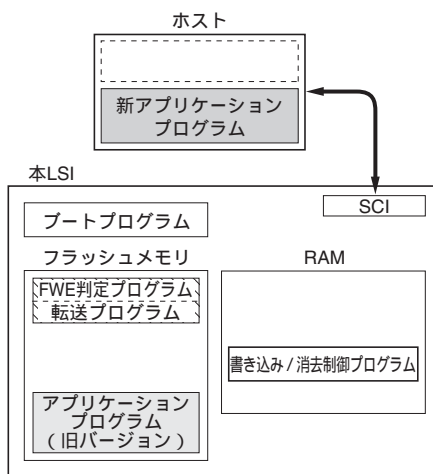 ホスト
新アプリケーション
プログラム
本LSI
SCI
ブートプログラム
フラッシュメモリ
RAM
FWE判定プログラム
転送プログラム
書き込み / 消去制御プログラム
アプリケーション
プログラム
( 旧バージョン )